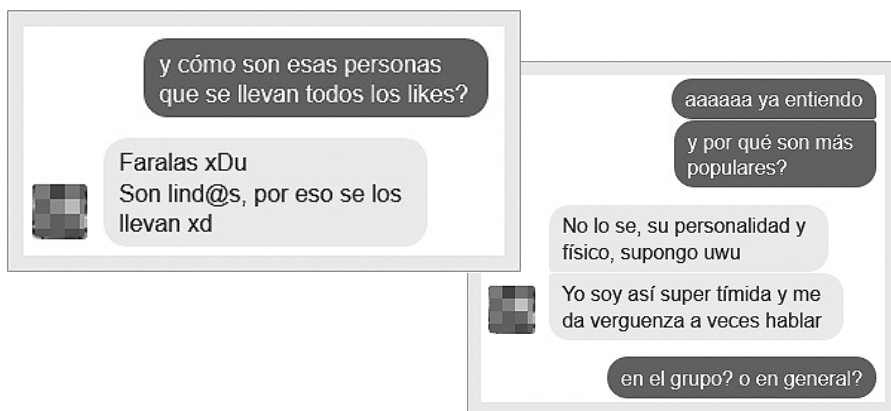 y cómo son esas personas
que se llevan todos los likes?
Faralas xDu
Son lind@s, por eso se los
llevan xd
aaaaaa ya entiendo
y por qué son más
populares?
No lo se, su personalidad y
físico, supongo uwu
Yo soy así super tímida y me
da verguenza a veces hablar
en el grupo? o en general?